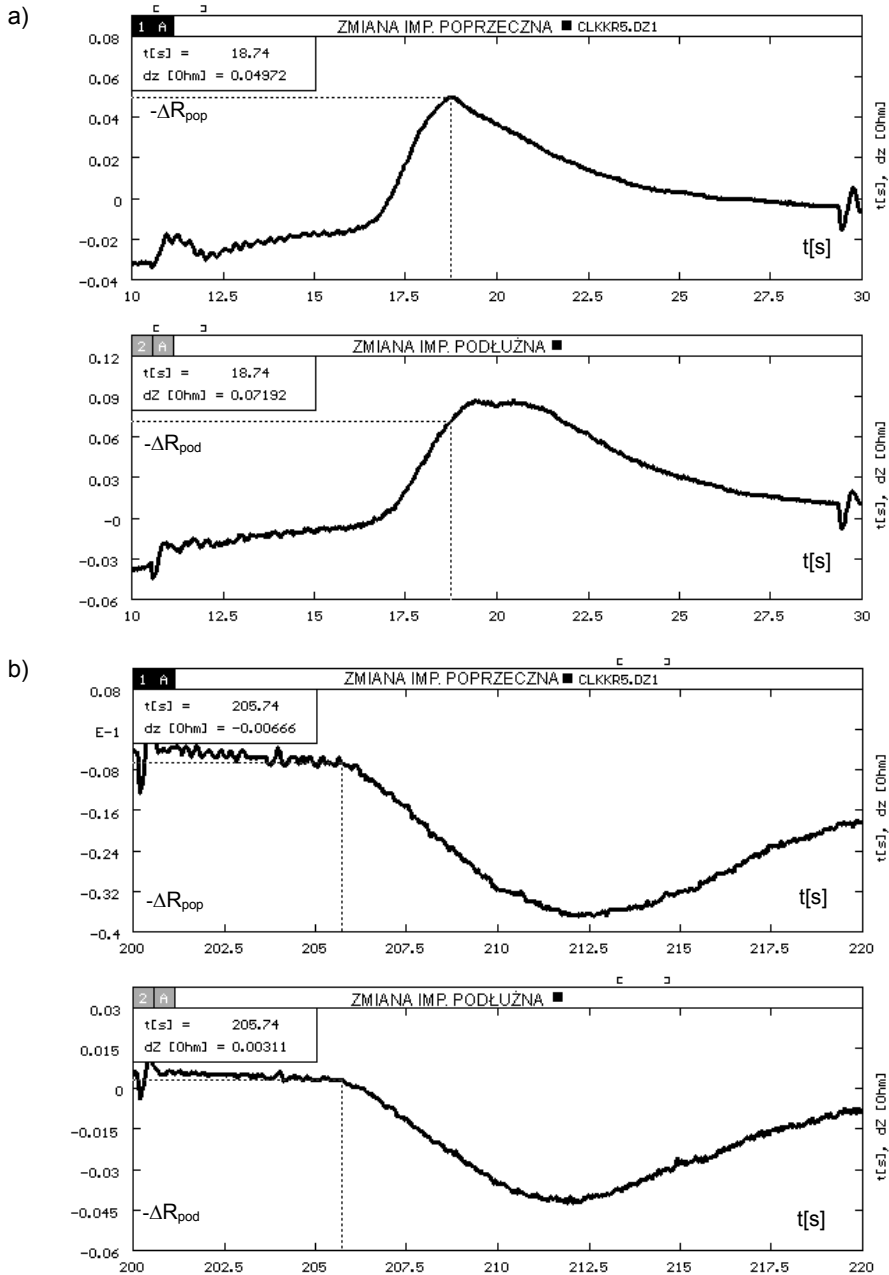 a)
1 A ZMIANA IMP. POPRZECZNA ■ CLKKR5.DZ1
t[s] = 18.74
dz [Ohm] = 0.04972
0.08
0.06
0.04
0.02
0
-0.02
-0.04
-ΔRpop
t[s]
t[s], dz [Ohm]
10 12.5 15 17.5 20 22.5 25 27.5 30
2 A ZMIANA IMP. PODŁUŻNA ■
t[s] = 18.74
dZ [Ohm] = 0.07192
0.12
0.09
0.06
0.03
-0
-0.03
-0.06
-ΔRpod
t[s]
t[s], dZ [Ohm]
10 12.5 15 17.5 20 22.5 25 27.5 30
b)
1 A ZMIANA IMP. POPRZECZNA ■ CLKKR5.DZ1
t[s] = 205.74
dz [Ohm] = -0.00666
0.08
E-1
-0.08
-0.16
-0.24
-0.32
-0.4
-ΔRpop
t[s]
t[s], dz [Ohm]
200 202.5 205 207.5 210 212.5 215 217.5 220
2 A ZMIANA IMP. PODŁUŻNA ■
t[s] = 205.74
dZ [Ohm] = 0.00311
0.03
0.015
0
-0.015
-0.03
-0.045
-0.06
-ΔRpod
t[s]
t[s], dZ [Ohm]
200 202.5 205 207.5 210 212.5 215 217.5 220